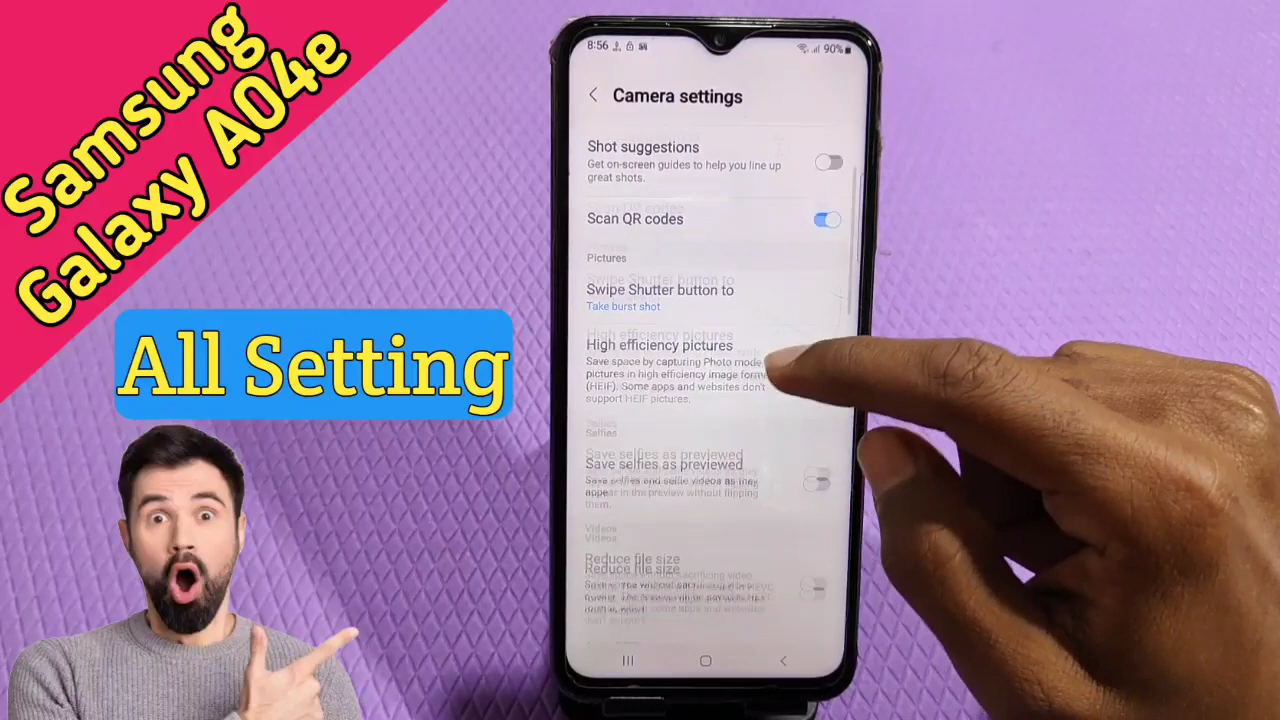 Samsung
Galaxy A04e
All Setting
8:56
90%
Camera settings
Shot suggestions
Get on-screen guides to help you line up
great shots.
Scan QR codes
Pictures
Swipe Shutter button to
Take burst shot
High efficiency pictures
Save space by capturing Photo mode
pictures in high efficiency image
(HEIF). Some apps and websites don't
support HEIF pictures.
Selfies
Save selfies as previewed
Save selfies and selfie videos as they
appear in the preview without flipping
them.
Videos
Reduce file size